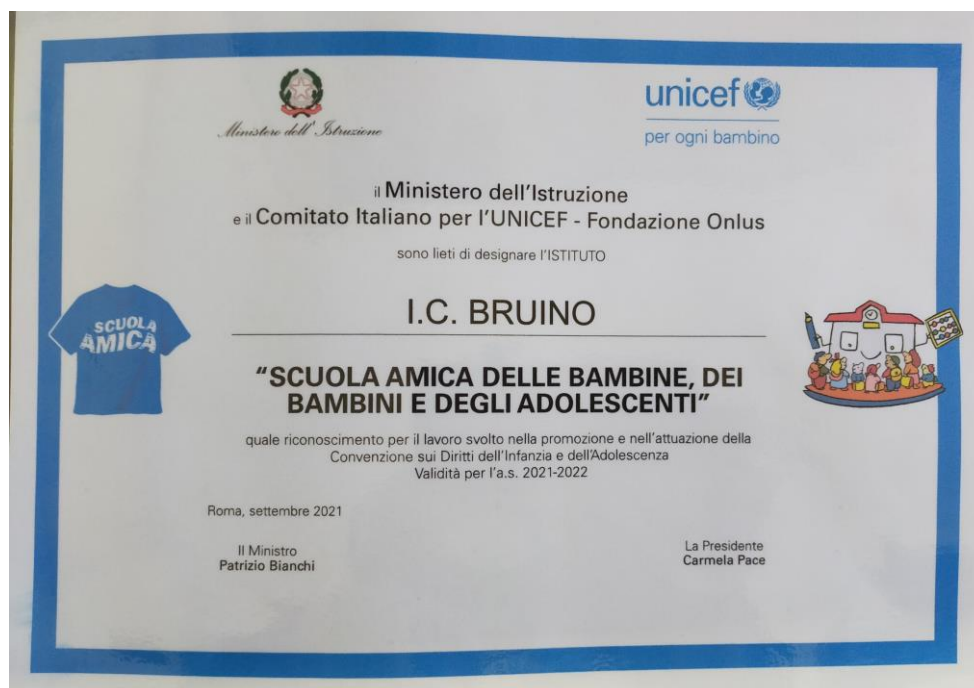 Ministero dell'Istruzione
unicef
per ogni bambino
il Ministero dell'Istruzione
e il Comitato Italiano per l'UNICEF - Fondazione Onlus
sono lieti di designare l'ISTITUTO
I.C. BRUINO
SCUOLA
AMICA
"SCUOLA AMICA DELLE BAMBINE, DEI
BAMBINI E DEGLI ADOLESCENTI"
quale riconoscimento per il lavoro svolto nella promozione e nell'attuazione della
Convenzione sui Diritti dell'Infanzia e dell'Adolescenza
Validità per l'a.s. 2021-2022
Roma, settembre 2021
Il Ministro
Patrizio Bianchi
La Presidente
Carmela Pace